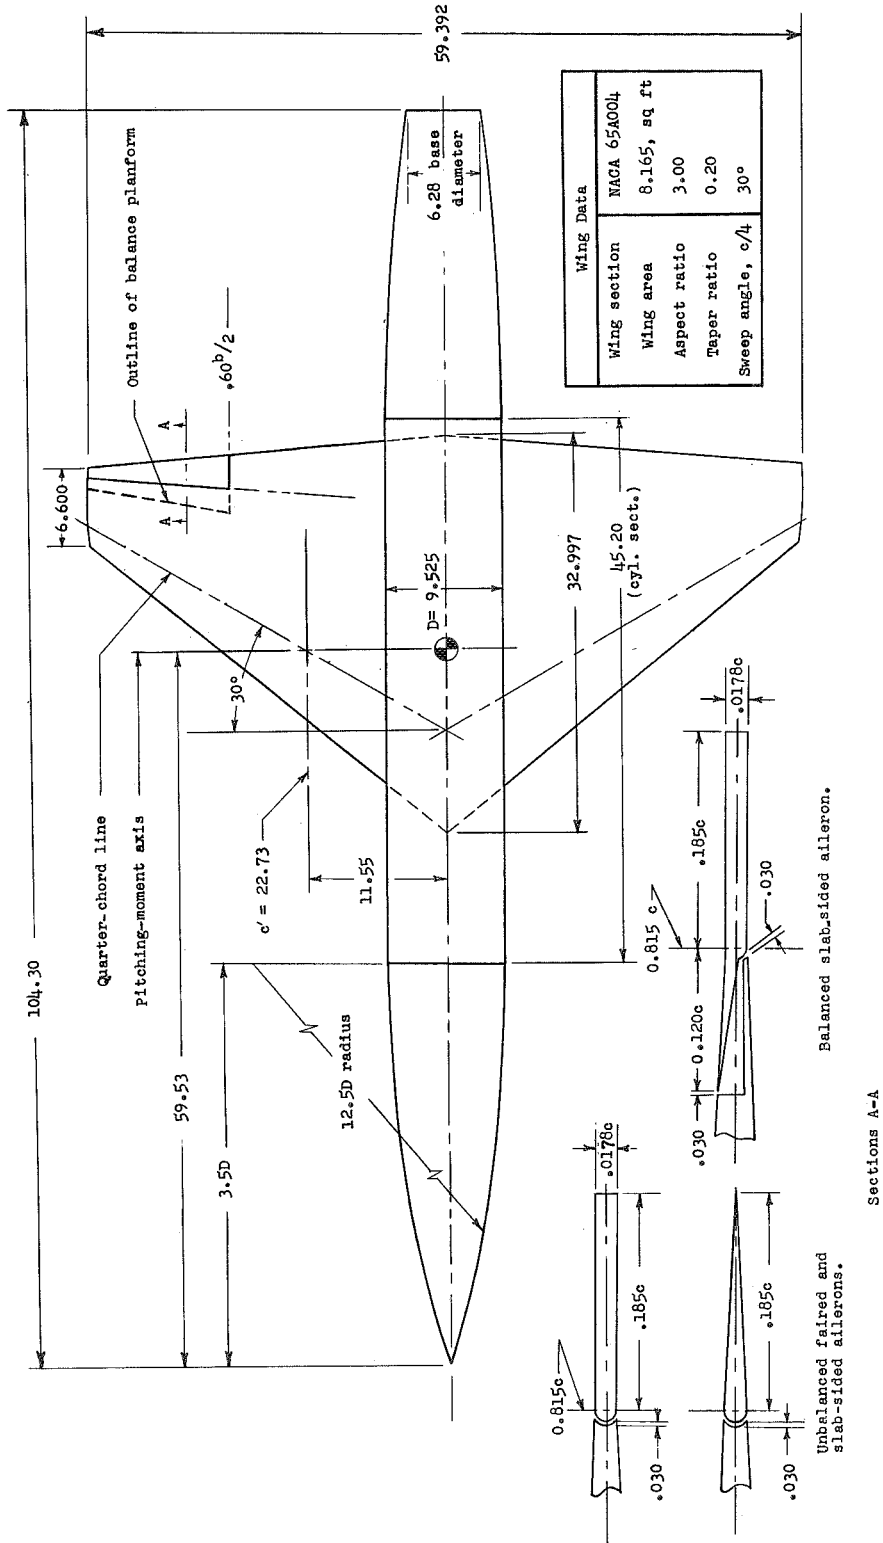 104.30
59.53
3.5D
12.5D radius
Quarter-chord line
Pitching-moment axis
c′ = 22.73
11.55
30°
6.600
A
A
Outline of balance planform
.60b/2
59.392
6.28 base
diameter
D= 9.525
32.997
45.20
(cyl. sect.)
Wing Data
Wing section NACA 65A004
Wing area 8.165, sq ft
Aspect ratio 3.00
Taper ratio 0.20
Sweep angle, c/4 30°
0.815c
.0178c
.030
.185c
.030
.185c
Unbalanced faired and
slab-sided ailerons.
0.815 c
.0178c
.185c
0.120c
.030
.030
Balanced slab-sided aileron.
Sections A-A